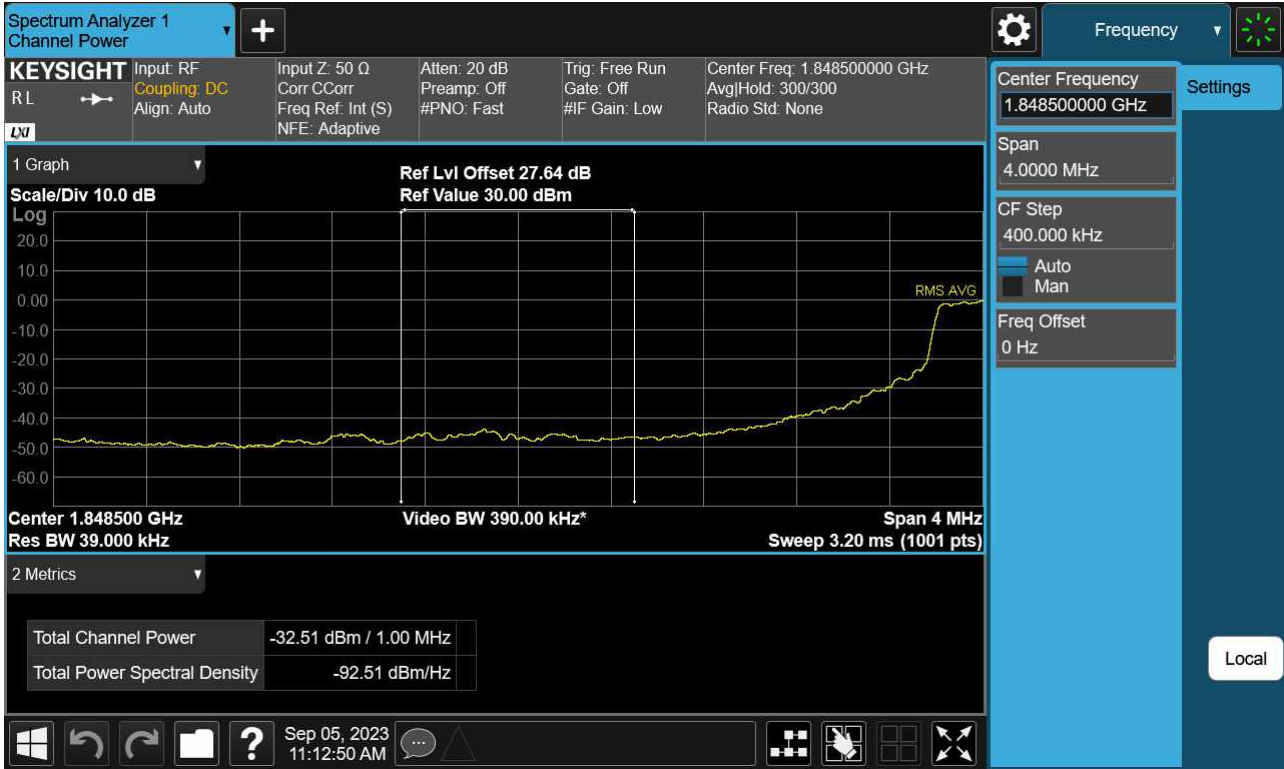 Spectrum Analyzer 1
Channel Power
+
Frequency
KEYSIGHT
R L
LXI
Input: RF
Coupling: DC
Align: Auto
Input Z: 50 Ω
Corr CCorr
Freq Ref: Int (S)
NFE: Adaptive
Atten: 20 dB
Preamp: Off
#PNO: Fast
Trig: Free Run
Gate: Off
#IF Gain: Low
Center Freq: 1.848500000 GHz
Avg|Hold: 300/300
Radio Std: None
Center Frequency
1.848500000 GHz
Settings
Span
4.0000 MHz
CF Step
400.000 kHz
Auto
Man
Freq Offset
0 Hz
Local
1 Graph
Ref Lvl Offset 27.64 dB
Scale/Div 10.0 dB
Ref Value 30.00 dBm
Log
20.0
10.0
0.00
-10.0
-20.0
-30.0
-40.0
-50.0
-60.0
RMS AVG
Center 1.848500 GHz
Video BW 390.00 kHz*
Span 4 MHz
Res BW 39.000 kHz
Sweep 3.20 ms (1001 pts)
2 Metrics
Total Channel Power -32.51 dBm / 1.00 MHz
Total Power Spectral Density -92.51 dBm/Hz
?
Sep 05, 2023
11:12:50 AM